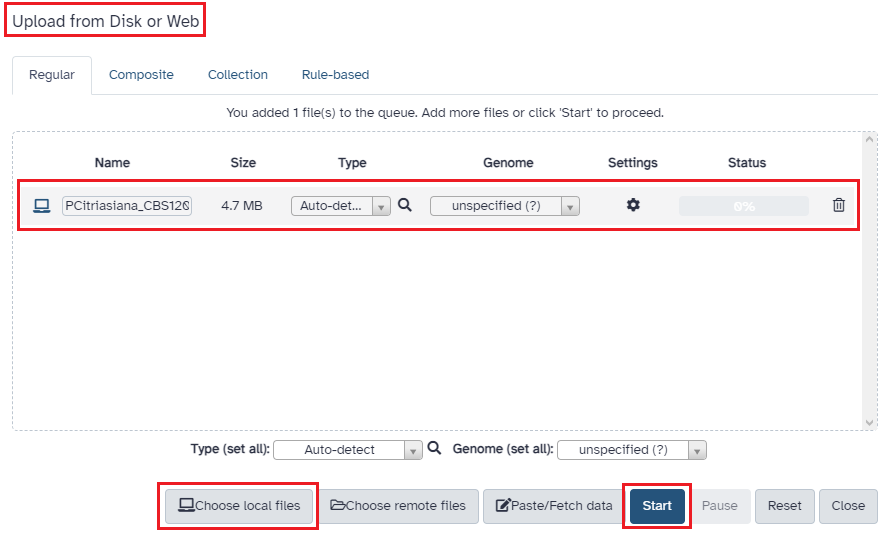 Upload from Disk or Web
Regular Composite Collection Rule-based
You added 1 file(s) to the queue. Add more files or click 'Start' to proceed.
Name Size Type Genome Settings Status
PCitriasiana_CBS120 4.7 MB Auto-det... unspecified (?) 0%
Type (set all): Auto-detect Genome (set all): unspecified (?)
Choose local files Choose remote files Paste/Fetch data Start Pause Reset Close